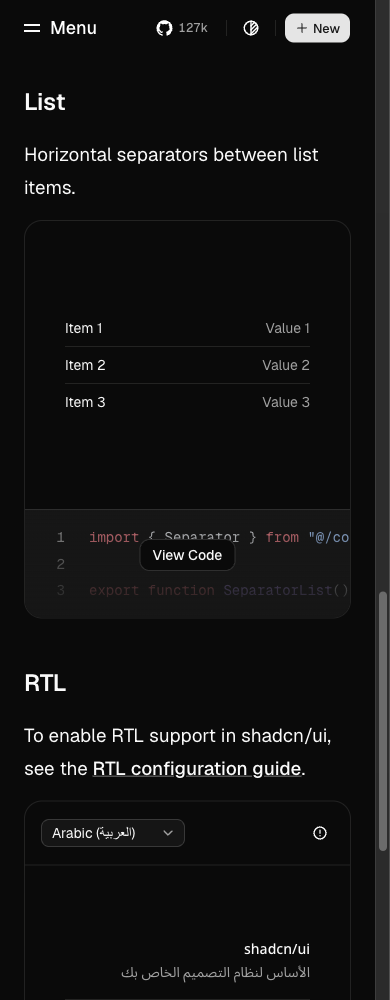 Menu
127k
New
List
Horizontal separators between list
items.
Item 1 Value 1
Item 2 Value 2
Item 3 Value 3
1 import { Separator } from "@/co
View Code
2
3 export function SeparatorList()
RTL
To enable RTL support in shadcn/ui,
see the RTL configuration guide.
Arabic (العربية)
shadcn/ui
الأساس لنظام التصميم الخاص بك